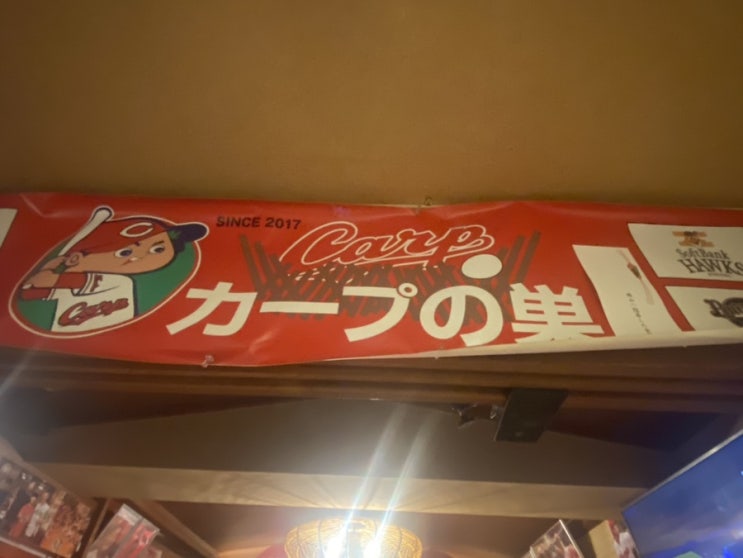 SINCE 2017
Carp
カープの巣
Carp
SoftBank
HAWKS